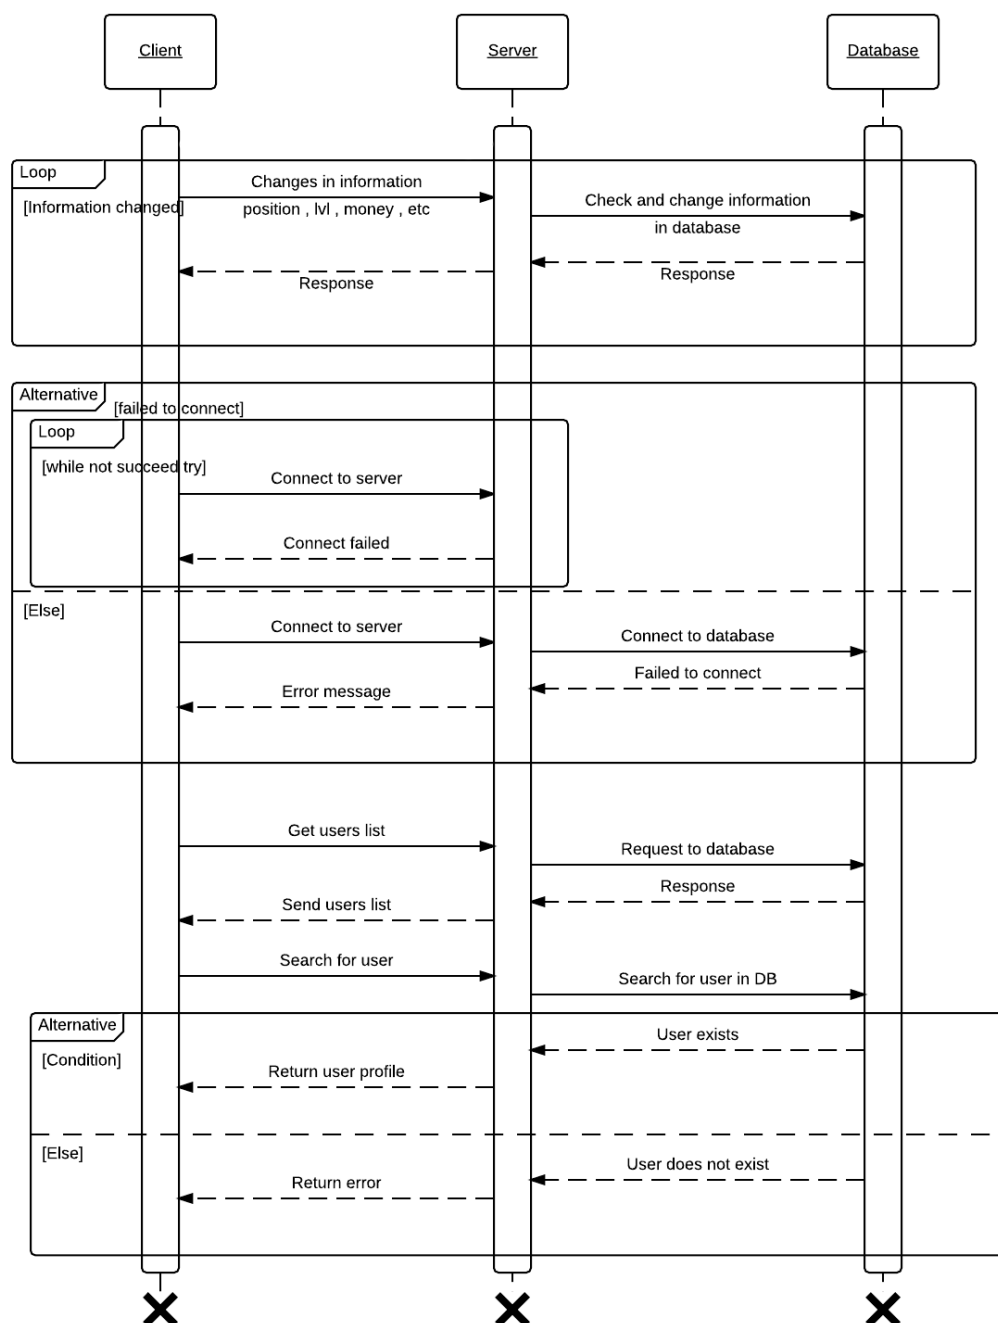 Client
Server
Database
Loop
[Information changed]
Changes in information
position , lvl , money , etc
Check and change information
in database
Response
Response
Alternative
[failed to connect]
Loop
[while not succeed try]
Connect to server
Connect failed
[Else]
Connect to server
Connect to database
Failed to connect
Error message
Get users list
Request to database
Response
Send users list
Search for user
Search for user in DB
Alternative
[Condition]
User exists
Return user profile
[Else]
User does not exist
Return error